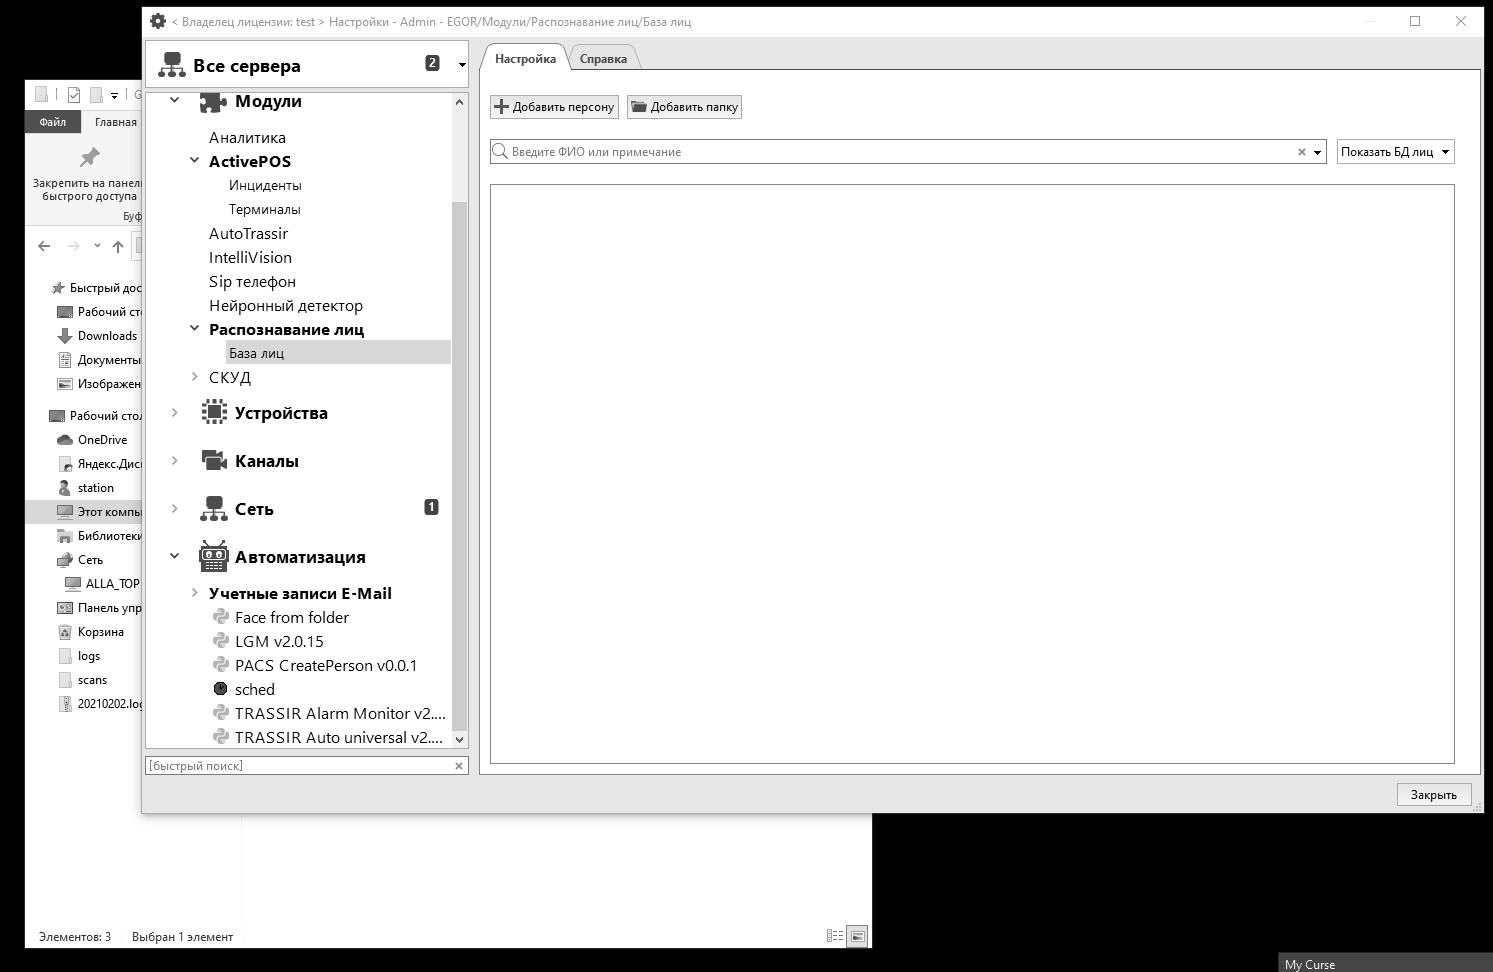 < Владелец лицензии: test > Настройки - Admin - EGOR/Модули/Распознавание лиц/База лиц
Все сервера
2
Модули
Аналитика
ActivePOS
Инциденты
Терминалы
AutoTrassir
IntelliVision
Sip телефон
Нейронный детектор
Распознавание лиц
База лиц
СКУД
Устройства
Каналы
Сеть
1
Автоматизация
Учетные записи E-Mail
Face from folder
LGM v2.0.15
PACS CreatePerson v0.0.1
sched
TRASSIR Alarm Monitor v2....
TRASSIR Auto universal v2....
[быстрый поиск]
Настройка
Справка
Добавить персону
Добавить папку
Введите ФИО или примечание
Показать БД лиц
Закрыть
G
Файл
Главная
Закрепить на панел
быстрого доступа
Буф
Быстрый дос
Рабочий сто
Downloads
Документы
Изображен
Рабочий стол
OneDrive
Яндекс.Дис
station
Этот компь
Библиотеки
Сеть
ALLA_TOP
Панель упр
Корзина
logs
scans
20210202.log
Элементов: 3
Выбран 1 элемент
My Curse